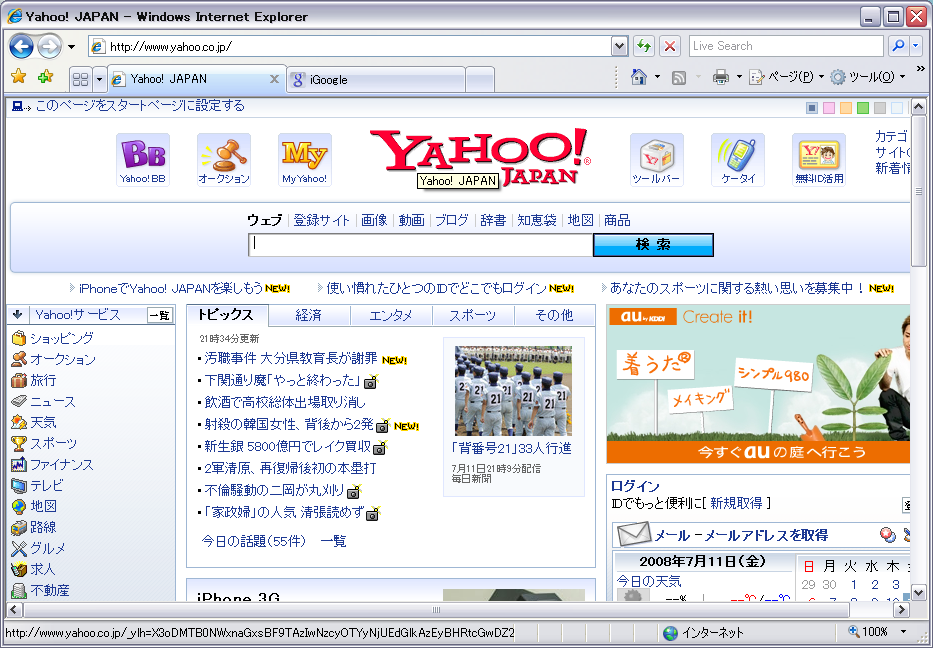 Yahoo! JAPAN - Windows Internet Explorer
http://www.yahoo.co.jp/
Live Search
Yahoo! JAPAN
iGoogle
ページ(P)
ツール(O)
このページをスタートページに設定する
BB
Yahoo! BB
オークション
My
My Yahoo!
YAHOO!
JAPAN
Yahoo! JAPAN
ツールバー
ケータイ
無料ID活用
カテゴ
サイトの
新着情
ウェブ 登録サイト 画像 動画 ブログ 辞書 知恵袋 地図 商品
検索
iPhoneでYahoo! JAPANを楽しもう NEW!
使い慣れたひとつのIDでどこでもログイン NEW!
あなたのスポーツに関する熱い思いを募集中! NEW!
Yahoo!サービス 一覧
ショッピング
オークション
旅行
ニュース
天気
スポーツ
ファイナンス
テレビ
地図
路線
グルメ
求人
不動産
トピックス 経済 エンタメ スポーツ その他
21時34分更新
・汚職事件 大分県教育長が謝罪 NEW!
・下関通り魔「やっと終わった」
・飲酒で高校総体出場取り消し
・射殺の韓国女性、背後から2発 NEW!
・新生銀 5800億円でレイク買収
・2軍清原、再復帰後初の本塁打
・不倫騒動の二岡が丸刈り
・「家政婦」の人気 清張読めず
今日の話題(55件) 一覧
「背番号21」33人行進
7月11日21時9分配信
毎日新聞
iPhone 3G
au by KDDI Create it!
着うた®
メイキング
シンプル980
今すぐauの庭へ行こう
ログイン
IDでもっと便利に[ 新規取得 ]
メール - メールアドレスを取得
2008年7月11日(金)
今日の天気
日 月 火 水 木
29 30 1 2 3
http://www.yahoo.co.jp/_ylh=X3oDMTB0NWxnaGxsBF9TAzIwNzcyOTYyNjUEdGlkAzEyBHRtcGwDZ2
インターネット
100%